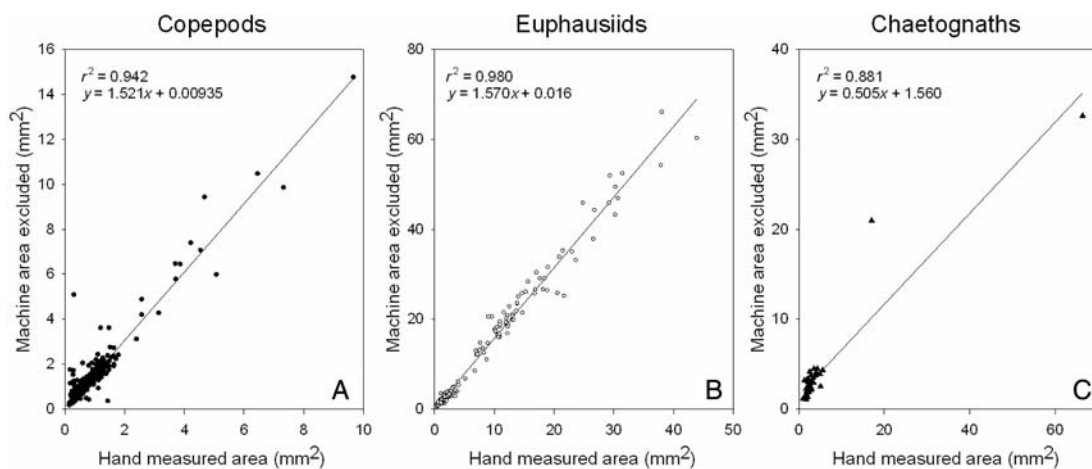 Copepods
r² = 0.942
y = 1.521x + 0.00935
Machine area excluded (mm²)
16
14
12
10
8
6
4
2
0
0 2 4 6 8 10
Hand measured area (mm²)
A
Euphausiids
r² = 0.980
y = 1.570x + 0.016
Machine area excluded (mm²)
80
60
40
20
0
0 10 20 30 40 50
Hand measured area (mm²)
B
Chaetognaths
r² = 0.881
y = 0.505x + 1.560
Machine area excluded (mm²)
40
30
20
10
0
0 20 40 60
Hand measured area (mm²)
C